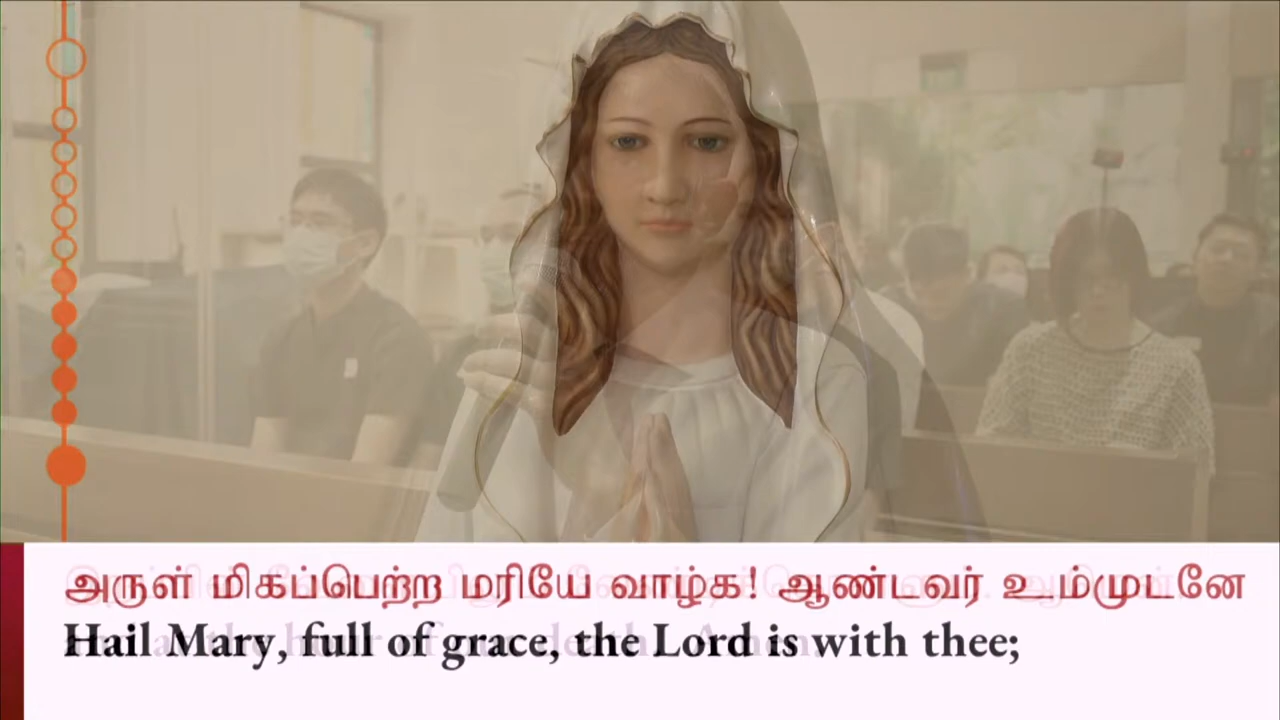 அருள் மிகப்பெற்ற மரியே வாழ்க! ஆண்டவர் உம்முடனே
Hail Mary, full of grace, the Lord is with thee;